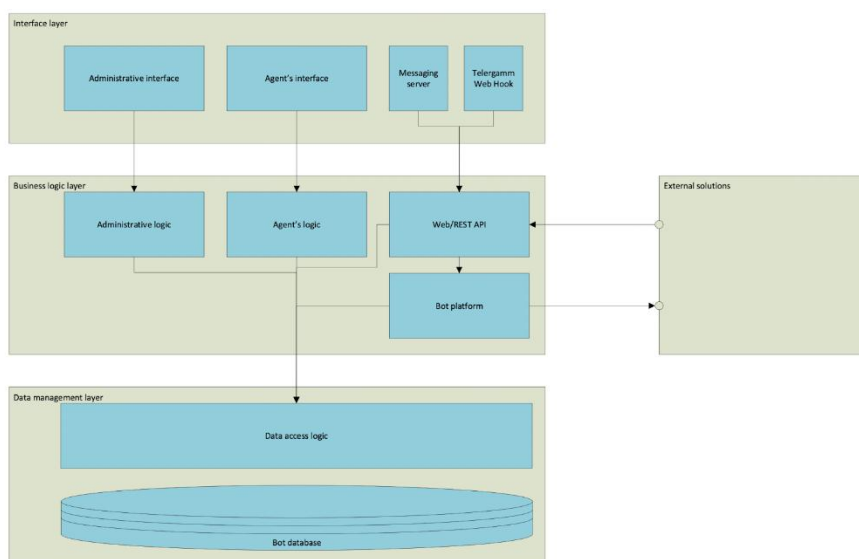 Interface layer
Administrative interface
Agent's interface
Messaging
server
Telergamm
Web Hook
Business logic layer
External solutions
Administrative logic
Agent's logic
Web/REST API
Bot platform
Data management layer
Data access logic
Bot database